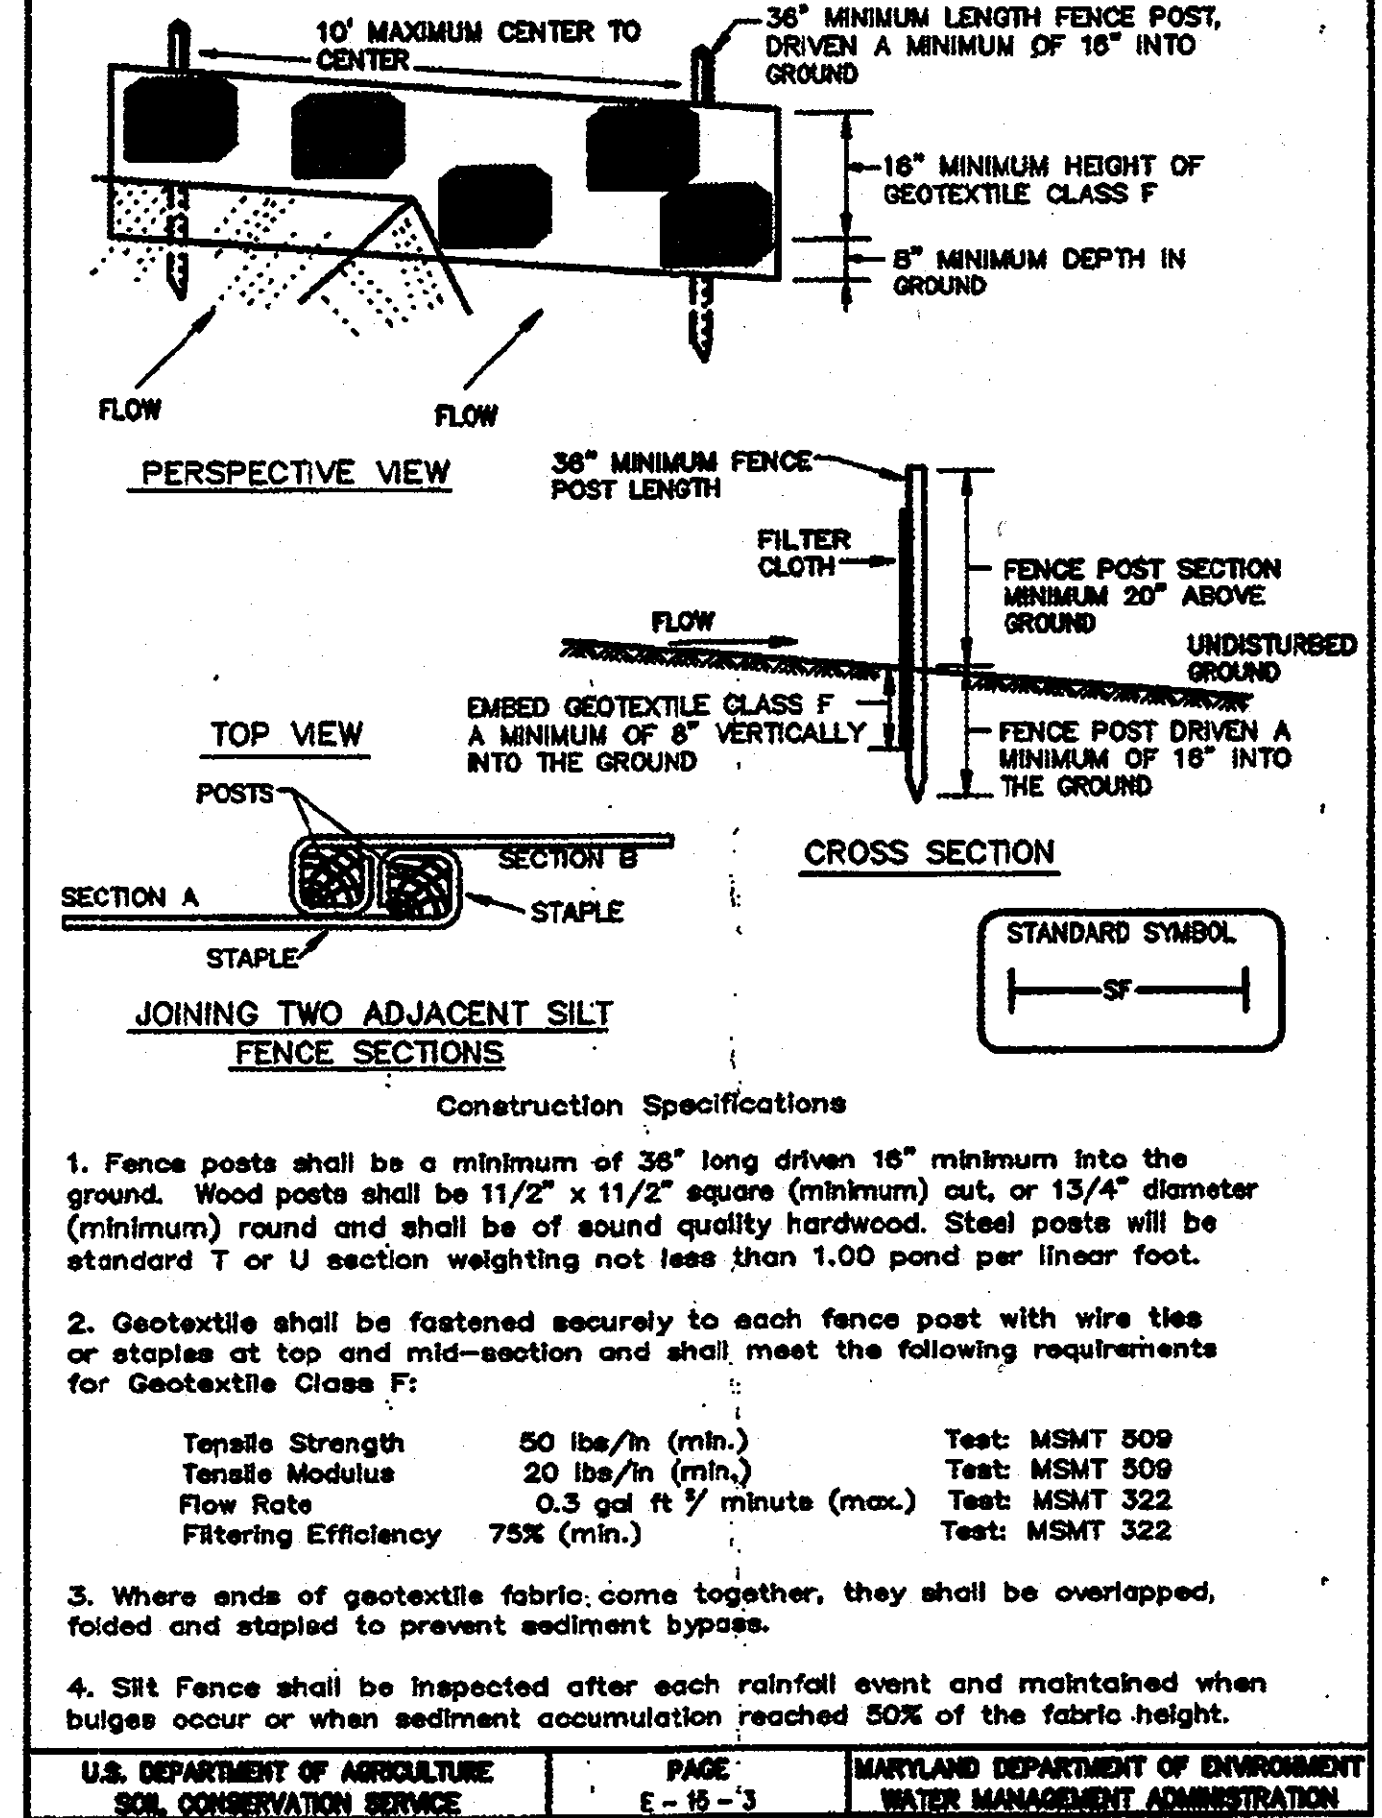 10' MAXIMUM CENTER TO
CENTER
36" MINIMUM LENGTH FENCE POST,
DRIVEN A MINIMUM OF 16" INTO
GROUND
16" MINIMUM HEIGHT OF
GEOTEXTILE CLASS F
8" MINIMUM DEPTH IN
GROUND
FLOW
FLOW
PERSPECTIVE VIEW
36" MINIMUM FENCE
POST LENGTH
FILTER
CLOTH
FENCE POST SECTION
MINIMUM 20" ABOVE
GROUND
FLOW
UNDISTURBED
GROUND
EMBED GEOTEXTILE CLASS F
A MINIMUM OF 8" VERTICALLY
INTO THE GROUND
FENCE POST DRIVEN A
MINIMUM OF 16" INTO
THE GROUND
CROSS SECTION
TOP VIEW
POSTS
SECTION B
SECTION A
STAPLE
STAPLE
JOINING TWO ADJACENT SILT
FENCE SECTIONS
STANDARD SYMBOL
SF
Construction Specifications
1. Fence posts shall be a minimum of 36" long driven 16" minimum into the
ground. Wood posts shall be 11/2" x 11/2" square (minimum) cut, or 13/4" diameter
(minimum) round and shall be of sound quality hardwood. Steel posts will be
standard T or U section weighting not less than 1.00 pond per linear foot.
2. Geotextile shall be fastened securely to each fence post with wire ties
or staples at top and mid-section and shall meet the following requirements
for Geotextile Class F:
Tensile Strength 50 lbs/in (min.) Test: MSMT 509
Tensile Modulus 20 lbs/in (min.) Test: MSMT 509
Flow Rate 0.3 gal ft / minute (max.) Test: MSMT 322
Filtering Efficiency 75% (min.) Test: MSMT 322
3. Where ends of geotextile fabric come together, they shall be overlapped,
folded and stapled to prevent sediment bypass.
4. Silt Fence shall be inspected after each rainfall event and maintained when
bulges occur or when sediment accumulation reached 50% of the fabric height.
U.S. DEPARTMENT OF AGRICULTURE
SOIL CONSERVATION SERVICE
PAGE
E - 15 - 3
MARYLAND DEPARTMENT OF ENVIRONMENT
WATER MANAGEMENT ADMINISTRATION